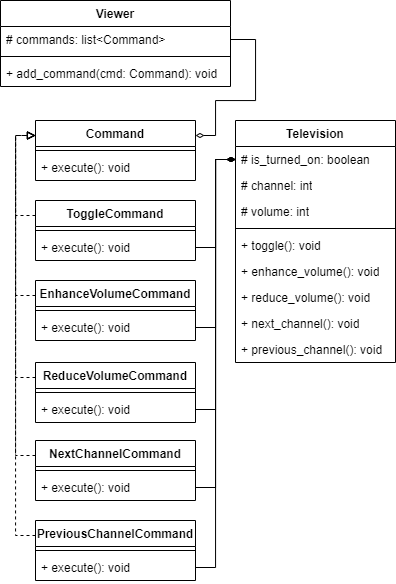 Viewer
# commands: list<Command>
+ add_command(cmd: Command): void
Command
+ execute(): void
ToggleCommand
+ execute(): void
EnhanceVolumeCommand
+ execute(): void
ReduceVolumeCommand
+ execute(): void
NextChannelCommand
+ execute(): void
PreviousChannelCommand
+ execute(): void
Television
# is_turned_on: boolean
# channel: int
# volume: int
+ toggle(): void
+ enhance_volume(): void
+ reduce_volume(): void
+ next_channel(): void
+ previous_channel(): void